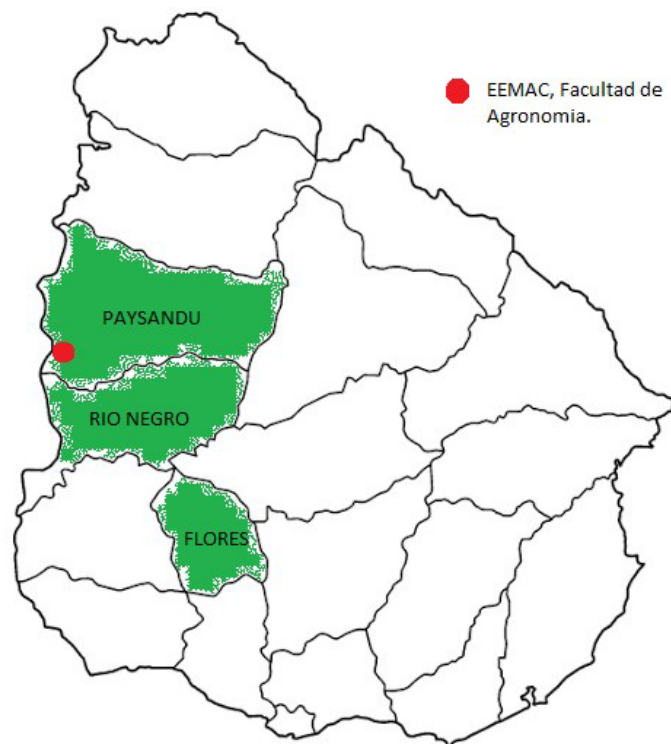 EEMAC, Facultad de
Agronomia.
PAYSANDU
RIO NEGRO
FLORES